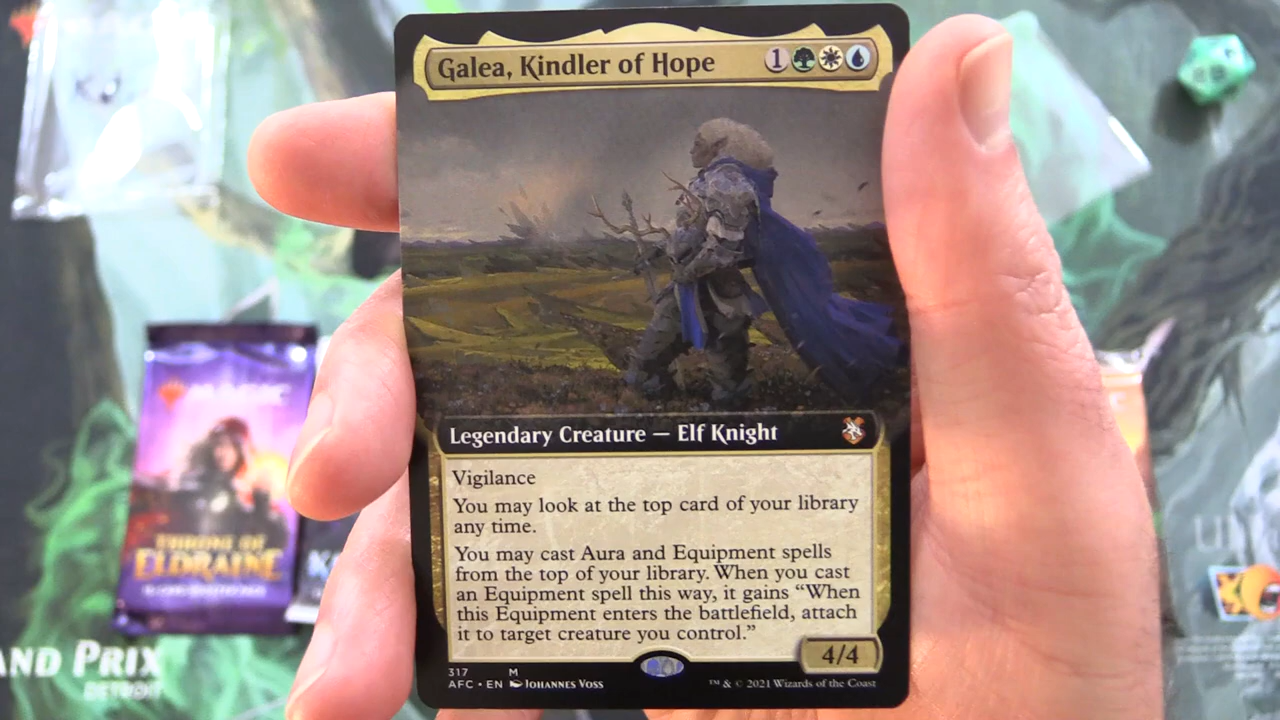 Galea, Kindler of Hope 1
Legendary Creature — Elf Knight
Vigilance
You may look at the top card of your library
any time.
You may cast Aura and Equipment spells
from the top of your library. When you cast
an Equipment spell this way, it gains “When
this Equipment enters the battlefield, attach
it to target creature you control.”
4/4
317 M
AFC • EN Johannes Voss ™ & © 2021 Wizards of the Coast
MAGIC
THRONE OF
ELDRAINE
AND PRIX
DETROIT